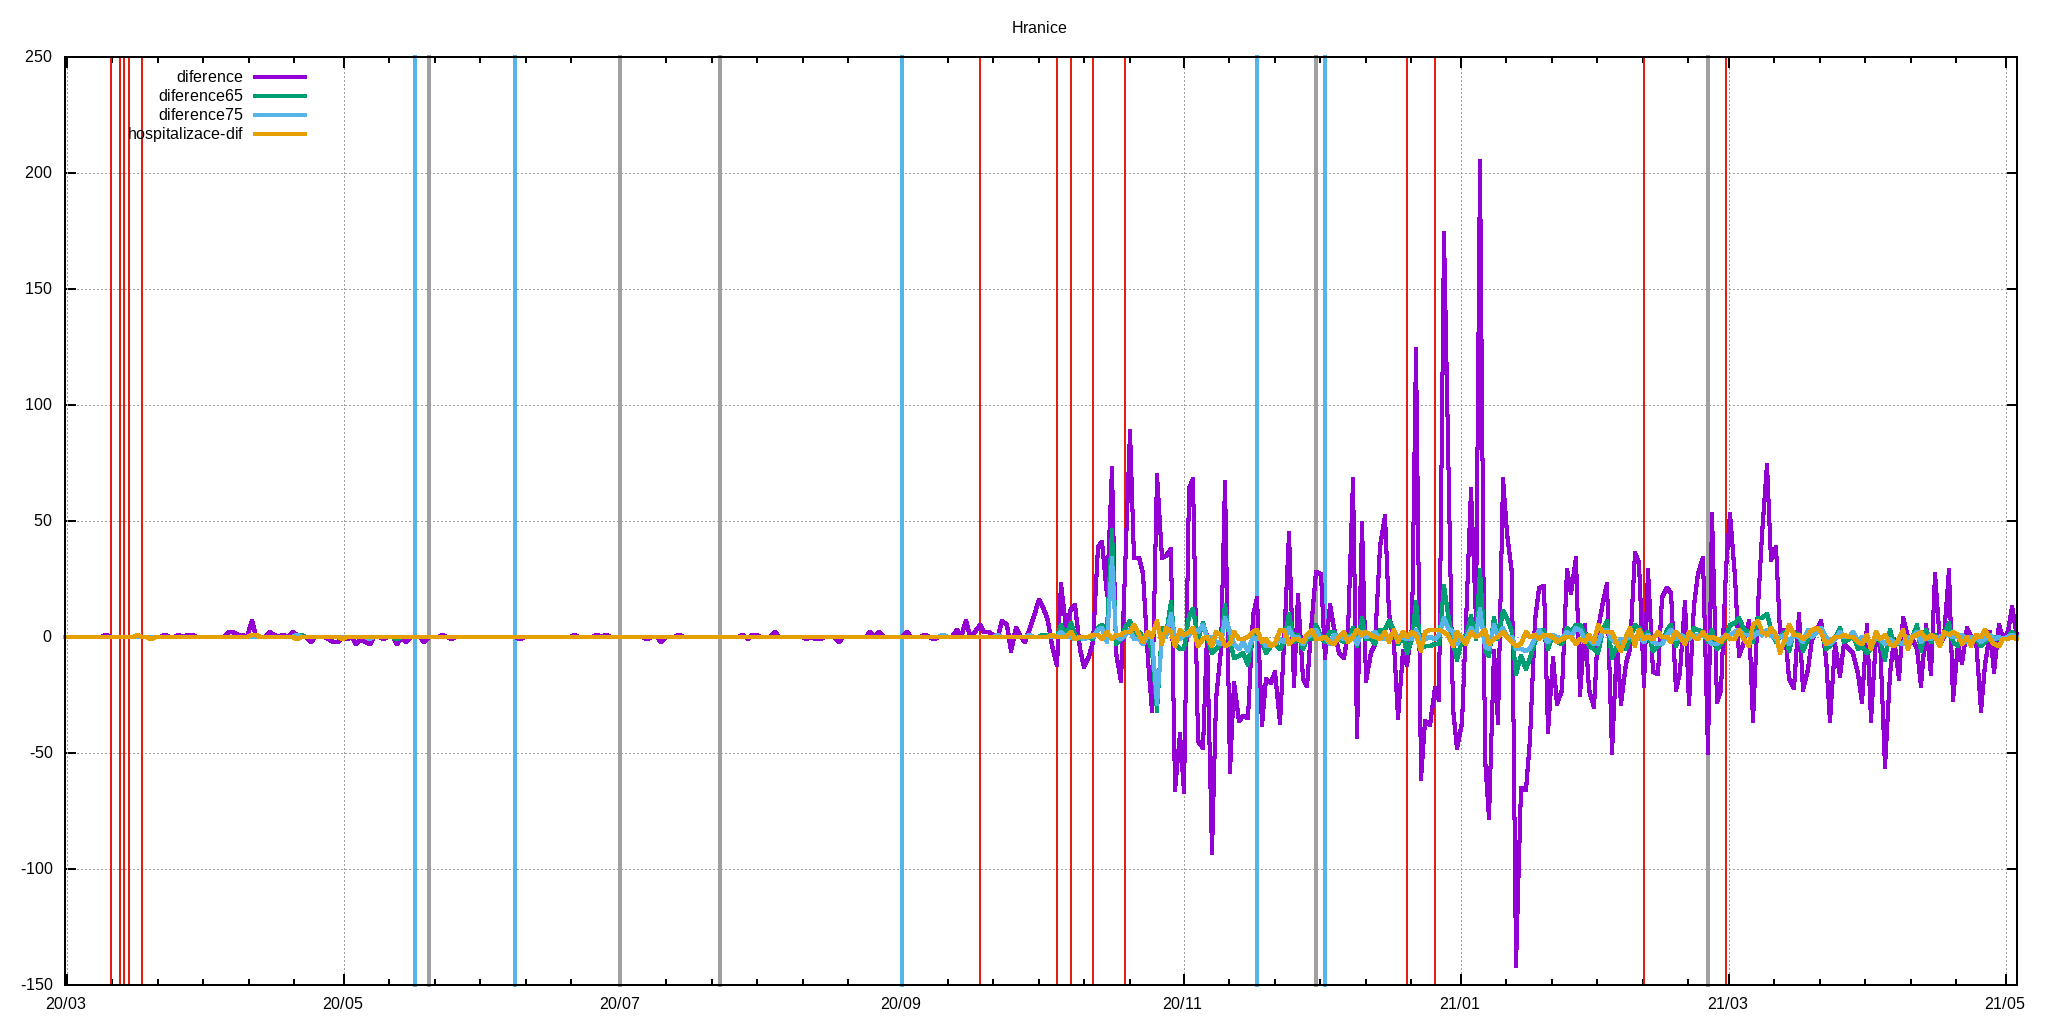 Hranice
250
200
150
100
50
0
-50
-100
-150
diference
diference65
diference75
hospitalizace-dif
20/03 20/05 20/07 20/09 20/11 21/01 21/03 21/05